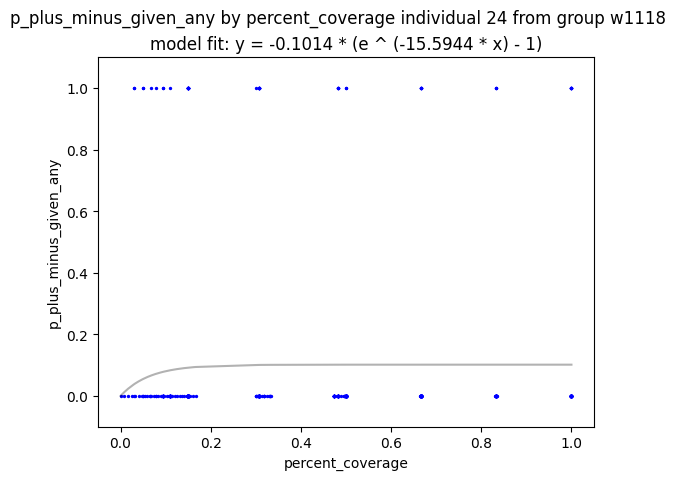 p_plus_minus_given_any by percent_coverage individual 24 from group w1118
model fit: y = -0.1014 * (e ^ (-15.5944 * x) - 1)
1.0
0.8
0.6
0.4
0.2
0.0
p_plus_minus_given_any
0.0 0.2 0.4 0.6 0.8 1.0
percent_coverage